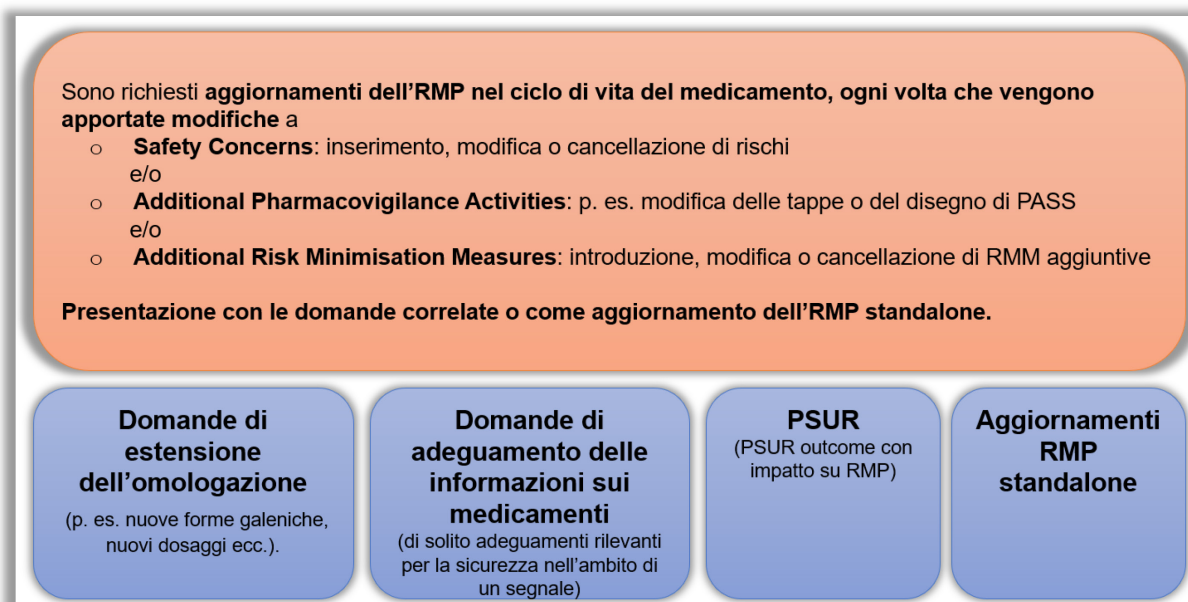 Sono richiesti aggiornamenti dell’RMP nel ciclo di vita del medicamento, ogni volta che vengono
apportate modifiche a
o Safety Concerns: inserimento, modifica o cancellazione di rischi
e/o
o Additional Pharmacovigilance Activities: p. es. modifica delle tappe o del disegno di PASS
e/o
o Additional Risk Minimisation Measures: introduzione, modifica o cancellazione di RMM aggiuntive
Presentazione con le domande correlate o come aggiornamento dell’RMP standalone.
Domande di
estensione
dell’omologazione
(p. es. nuove forme galeniche,
nuovi dosaggi ecc.).
Domande di
adeguamento delle
informazioni sui
medicamenti
(di solito adeguamenti rilevanti
per la sicurezza nell’ambito di
un segnale)
PSUR
(PSUR outcome con
impatto su RMP)
Aggiornamenti
RMP
standalone